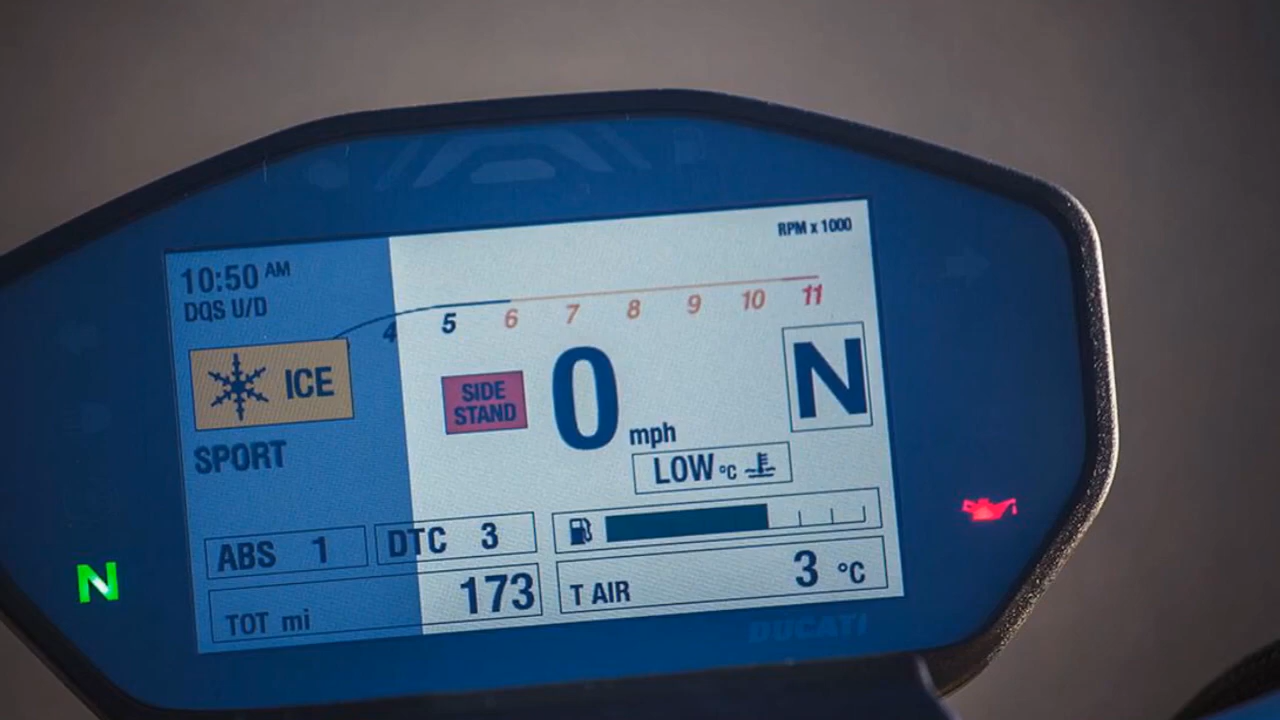 RPM x 1000
10:50 AM
DQS U/D
4 5 6 7 8 9 10 11
ICE
SIDE
STAND
0 mph
N
SPORT
LOW °C
ABS 1
DTC 3
N
TOT mi 173
T AIR 3 °C
DUCATI